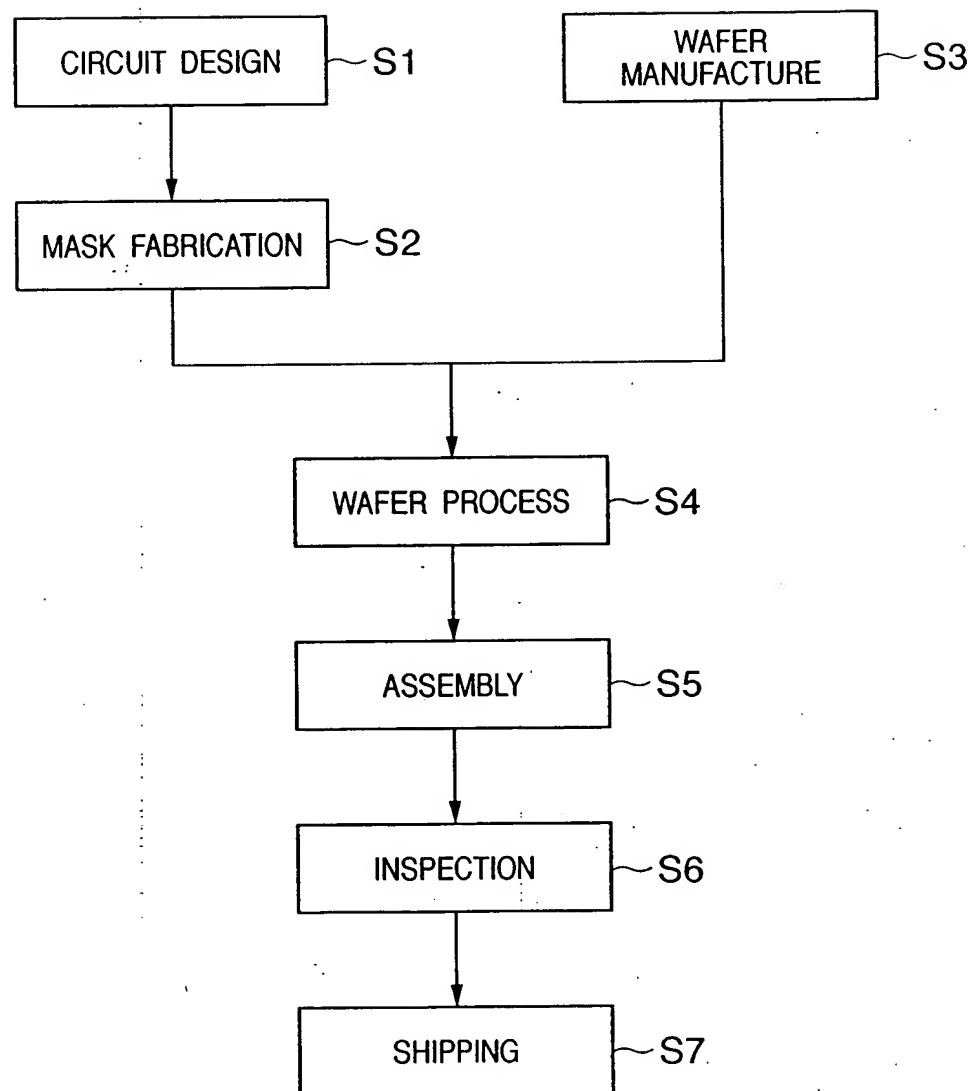 CIRCUIT DESIGN
S1
WAFER
MANUFACTURE
S3
MASK FABRICATION
S2
WAFER PROCESS
S4
ASSEMBLY
S5
INSPECTION
S6
SHIPPING
S7